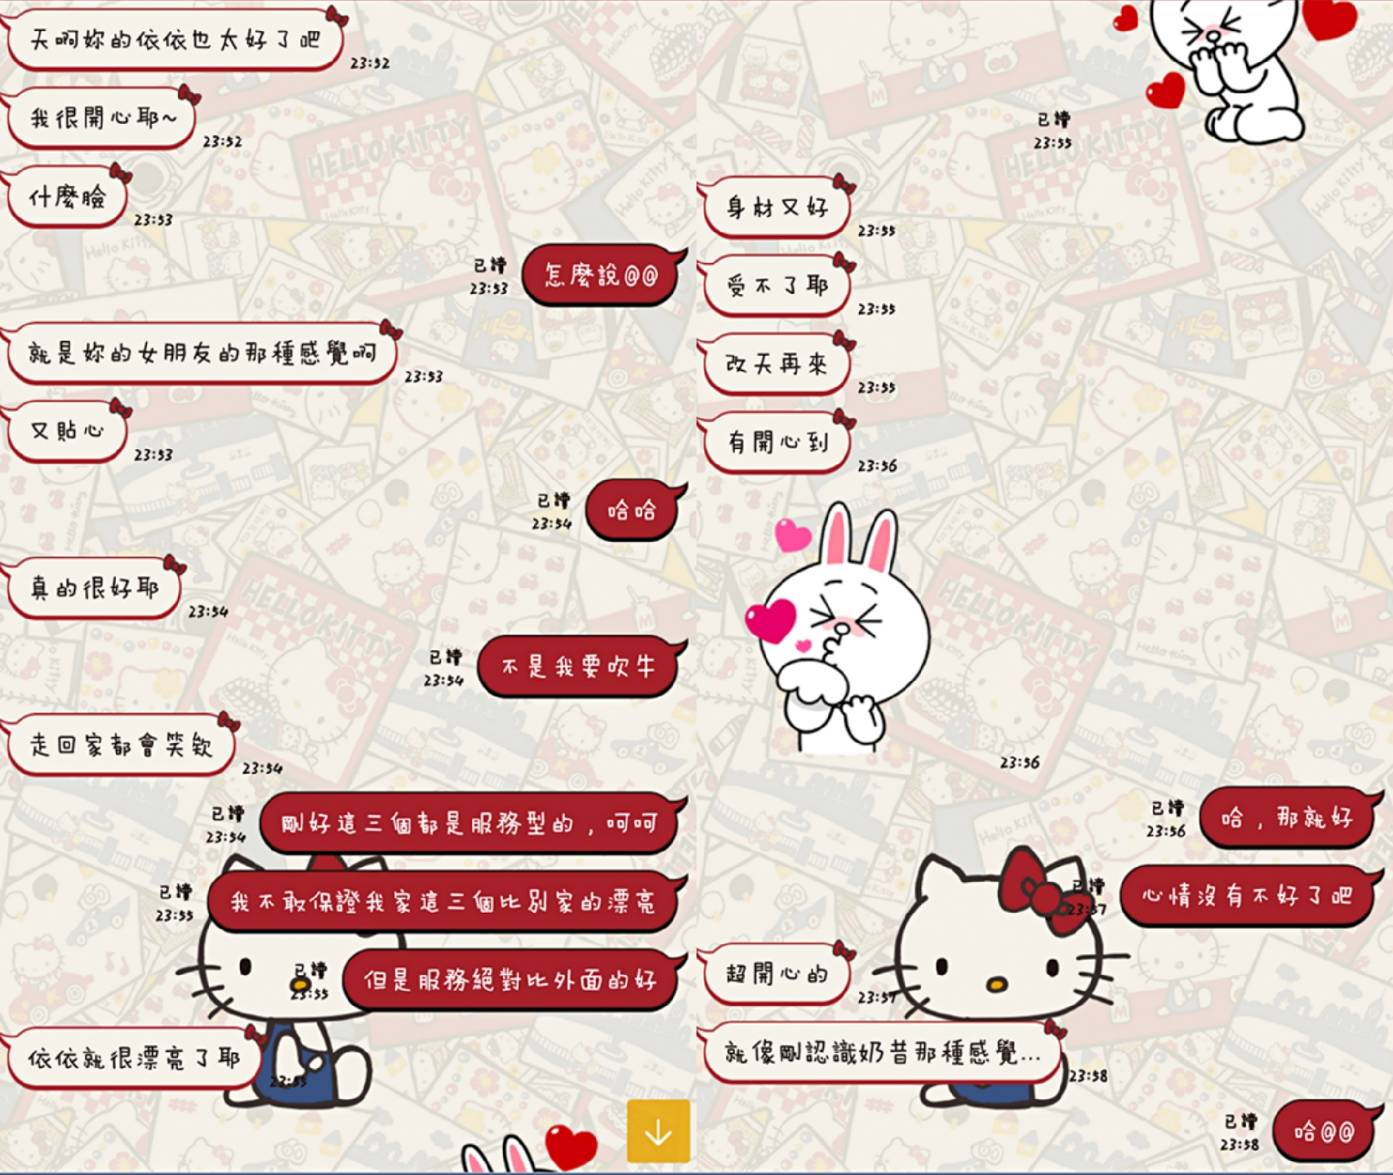 天啊妳的依依也太好了吧
23:52
我很開心耶~
23:52
什麼臉
23:53
已讀
23:53
怎麼說@@
就是妳的女朋友的那種感覺啊
23:53
又貼心
23:53
已讀
23:54
哈哈
真的很好耶
23:54
已讀
23:54
不是我要吹牛
走回家都會笑欸
23:54
已讀
23:54
剛好這三個都是服務型的，呵呵
已讀
23:55
我不敢保證我家這三個比別家的漂亮
已讀
23:55
但是服務絕對比外面的好
依依就很漂亮了耶
23:55
已讀
23:55
身材又好
23:55
受不了耶
23:55
改天再來
23:55
有開心到
23:56
23:56
已讀
23:56
哈，那就好
已讀
23:57
心情沒有不好了吧
超開心的
23:57
就像剛認識奶昔那種感覺...
23:58
已讀
23:58
哈@@
HELLO KITTY
HELLO KITTY
HELLO KITTY
HELLO KITTY